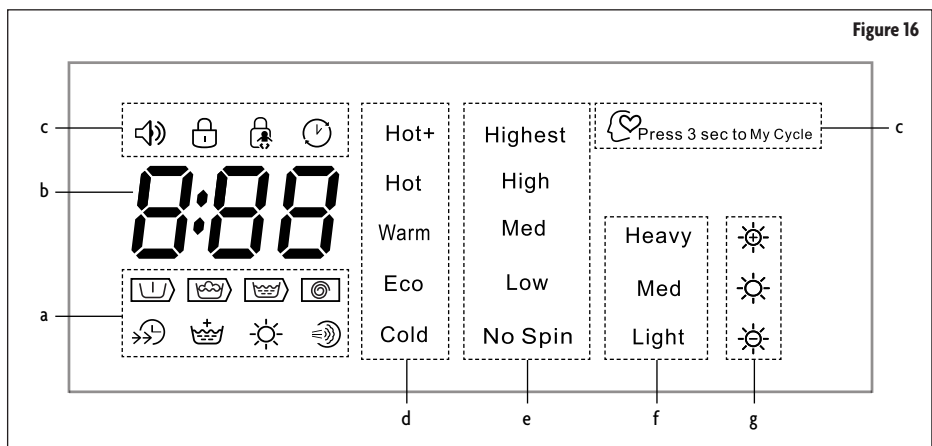 Figure 16
c
c
Hot+
Highest
Press 3 sec to My Cycle
b
8:88
Hot
High
Warm
Med
Heavy
a
Eco
Low
Med
Cold
No Spin
Light
d
e
f
g